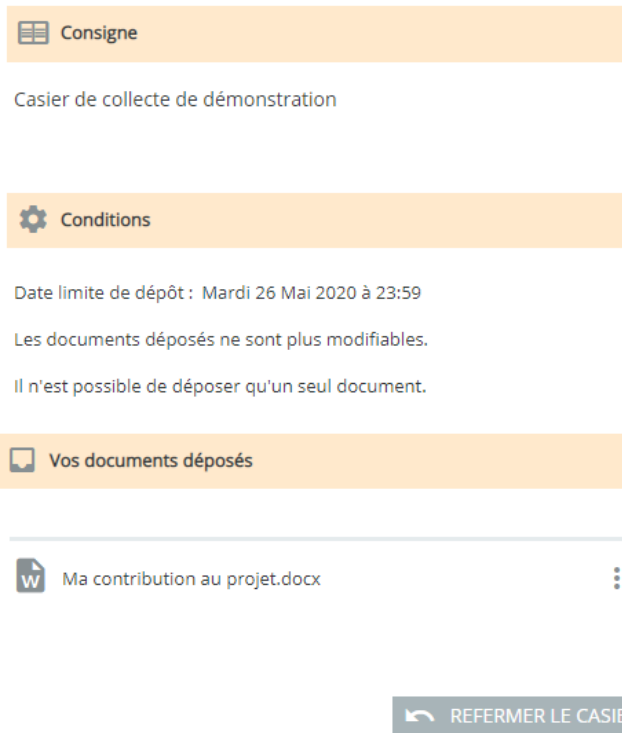 Consigne
Casier de collecte de démonstration
Conditions
Date limite de dépôt : Mardi 26 Mai 2020 à 23:59
Les documents déposés ne sont plus modifiables.
Il n'est possible de déposer qu'un seul document.
Vos documents déposés
W Ma contribution au projet.docx
REFERMER LE CASIE